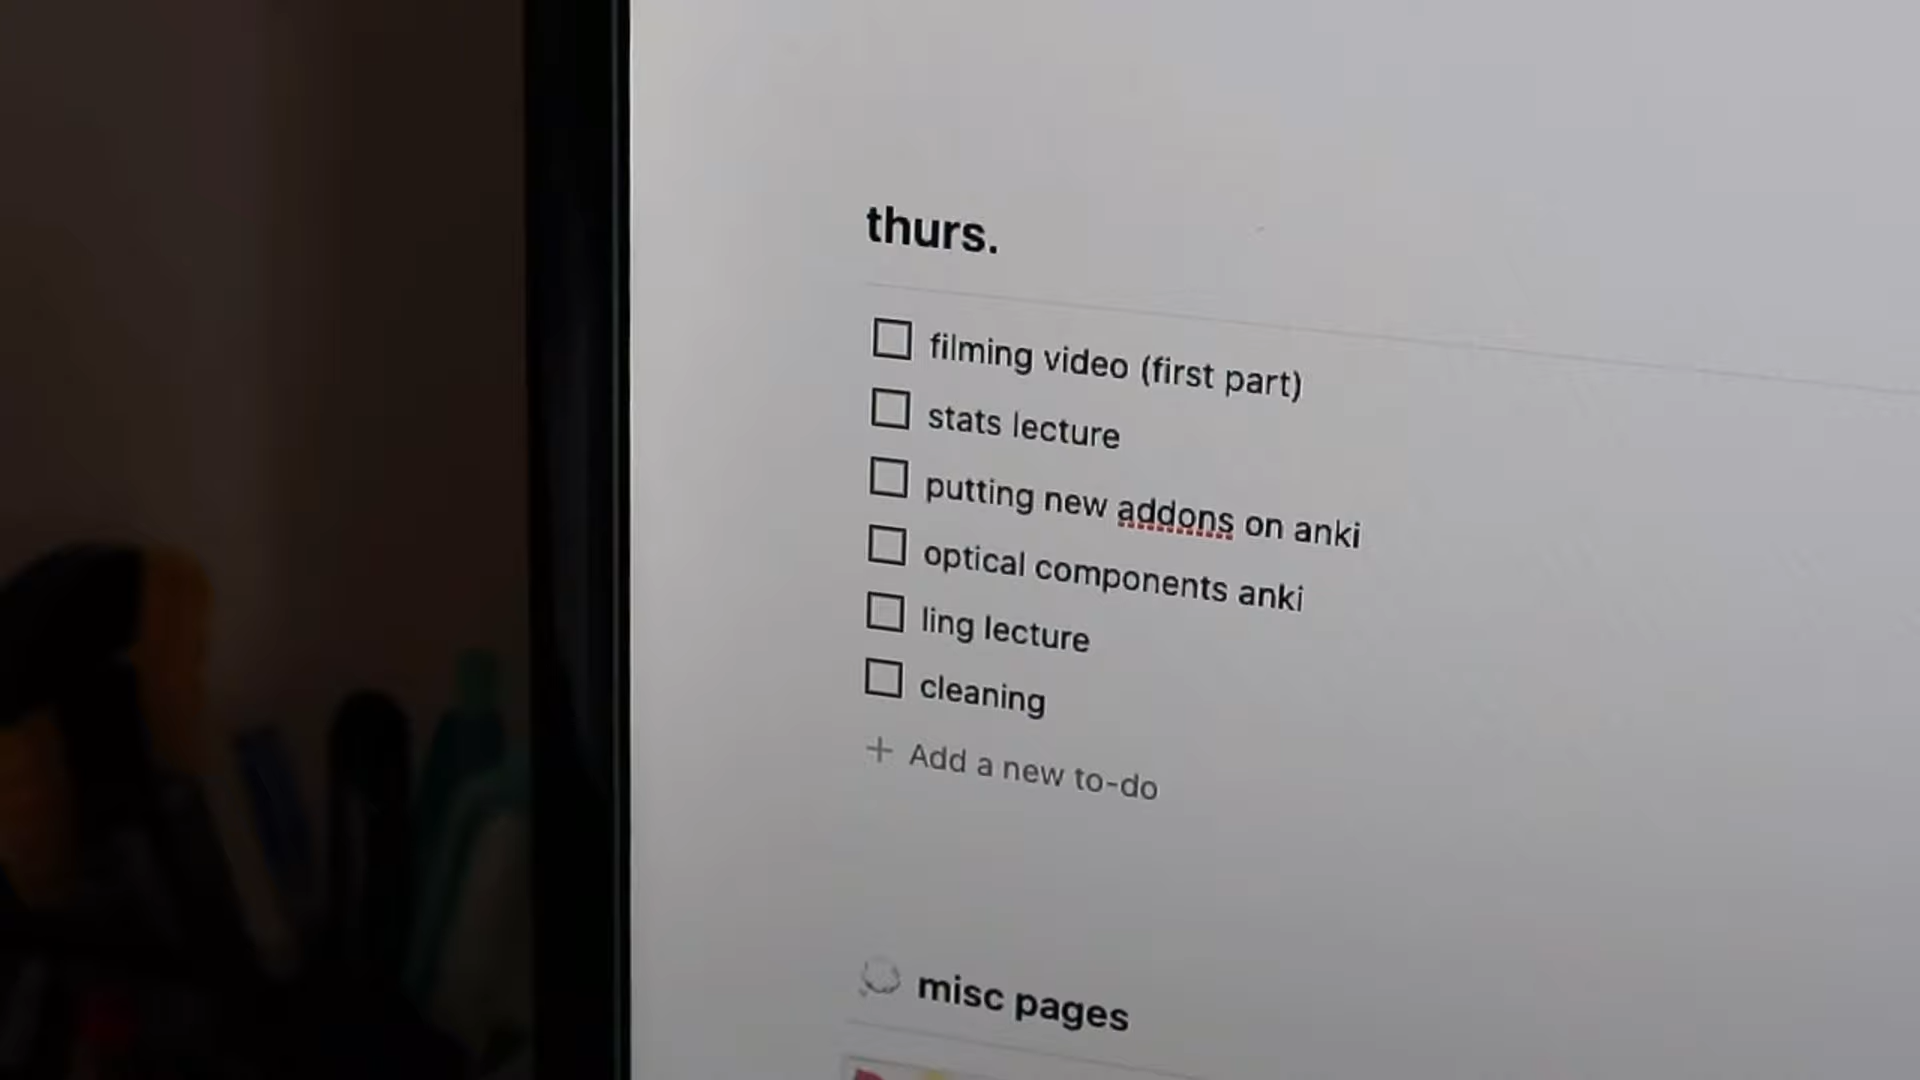 thurs.
filming video (first part)
stats lecture
putting new addons on anki
optical components anki
ling lecture
cleaning
+ Add a new to-do
misc pages